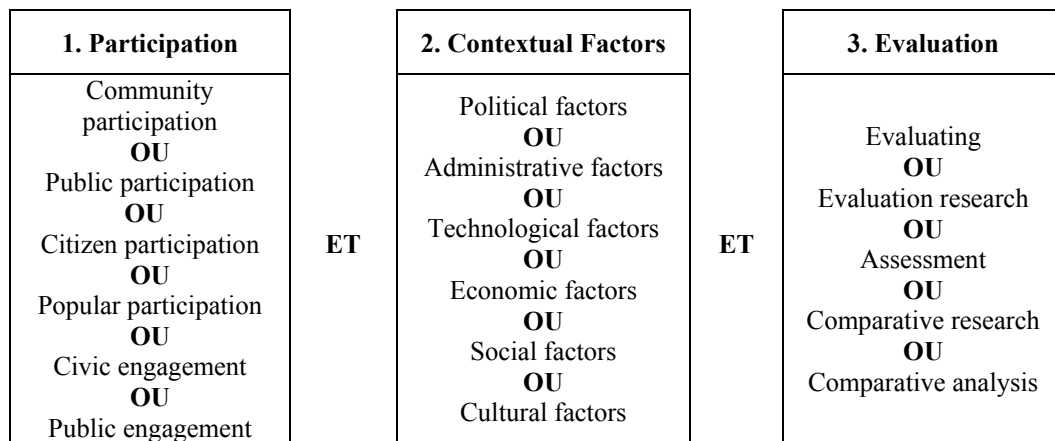 1. Participation
Community
participation
OU
Public participation
OU
Citizen participation
OU
Popular participation
OU
Civic engagement
OU
Public engagement
ET
2. Contextual Factors
Political factors
OU
Administrative factors
OU
Technological factors
OU
Economic factors
OU
Social factors
OU
Cultural factors
ET
3. Evaluation
Evaluating
OU
Evaluation research
OU
Assessment
OU
Comparative research
OU
Comparative analysis